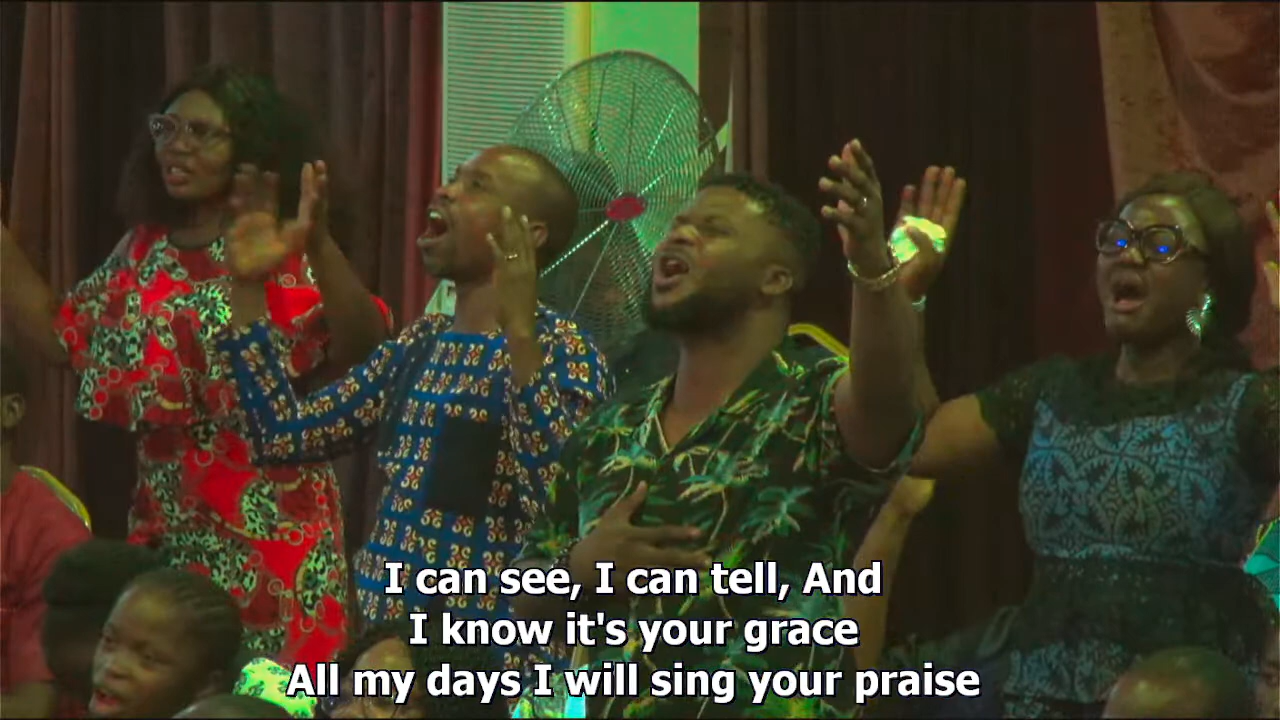 I can see, I can tell, And
I know it's your grace
All my days I will sing your praise